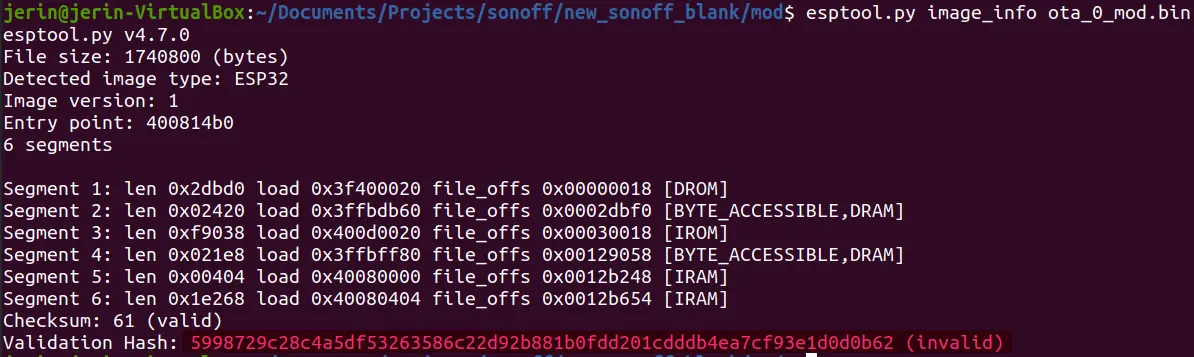 jerin@jerin-VirtualBox:~/Documents/Projects/sonoff/new_sonoff_blank/mod$ esptool.py image_info ota_0_mod.bin
esptool.py v4.7.0
File size: 1740800 (bytes)
Detected image type: ESP32
Image version: 1
Entry point: 400814b0
6 segments
Segment 1: len 0x2dbd0 load 0x3f400020 file_offs 0x00000018 [DROM]
Segment 2: len 0x02420 load 0x3ffbdb60 file_offs 0x0002dbf0 [BYTE_ACCESSIBLE,DRAM]
Segment 3: len 0xf9038 load 0x400d0020 file_offs 0x00030018 [IROM]
Segment 4: len 0x021e8 load 0x3ffbff80 file_offs 0x00129058 [BYTE_ACCESSIBLE,DRAM]
Segment 5: len 0x00404 load 0x40080000 file_offs 0x0012b248 [IRAM]
Segment 6: len 0x1e268 load 0x40080404 file_offs 0x0012b654 [IRAM]
Checksum: 61 (valid)
Validation Hash: 5998729c28c4a5df53263586c22d92b881b0fdd201cdddb4ea7cf93e1d0d0b62 (invalid)